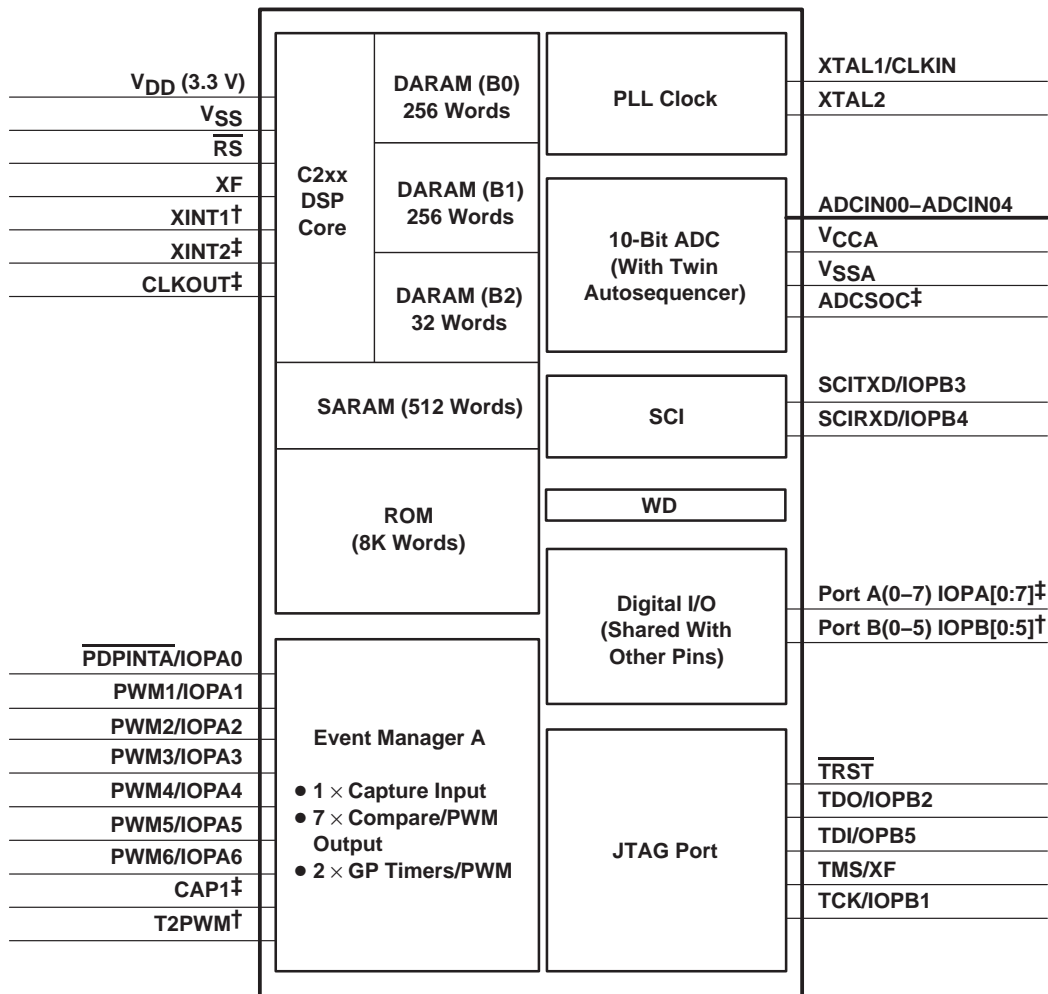 VDD (3.3 V)
VSS
RS
XF
XINT1†
XINT2‡
CLKOUT‡
C2xx
DSP
Core
DARAM (B0)
256 Words
DARAM (B1)
256 Words
DARAM (B2)
32 Words
SARAM (512 Words)
ROM
(8K Words)
PLL Clock
XTAL1/CLKIN
XTAL2
10-Bit ADC
(With Twin
Autosequencer)
ADCIN00–ADCIN04
VCCA
VSSA
ADCSOC‡
SCI
SCITXD/IOPB3
SCIRXD/IOPB4
WD
Digital I/O
(Shared With
Other Pins)
Port A(0–7) IOPA[0:7]‡
Port B(0–5) IOPB[0:5]†
PDPINTA/IOPA0
PWM1/IOPA1
PWM2/IOPA2
PWM3/IOPA3
PWM4/IOPA4
PWM5/IOPA5
PWM6/IOPA6
CAP1‡
T2PWM†
Event Manager A
● 1 × Capture Input
● 7 × Compare/PWM
Output
● 2 × GP Timers/PWM
JTAG Port
TRST
TDO/IOPB2
TDI/OPB5
TMS/XF
TCK/IOPB1